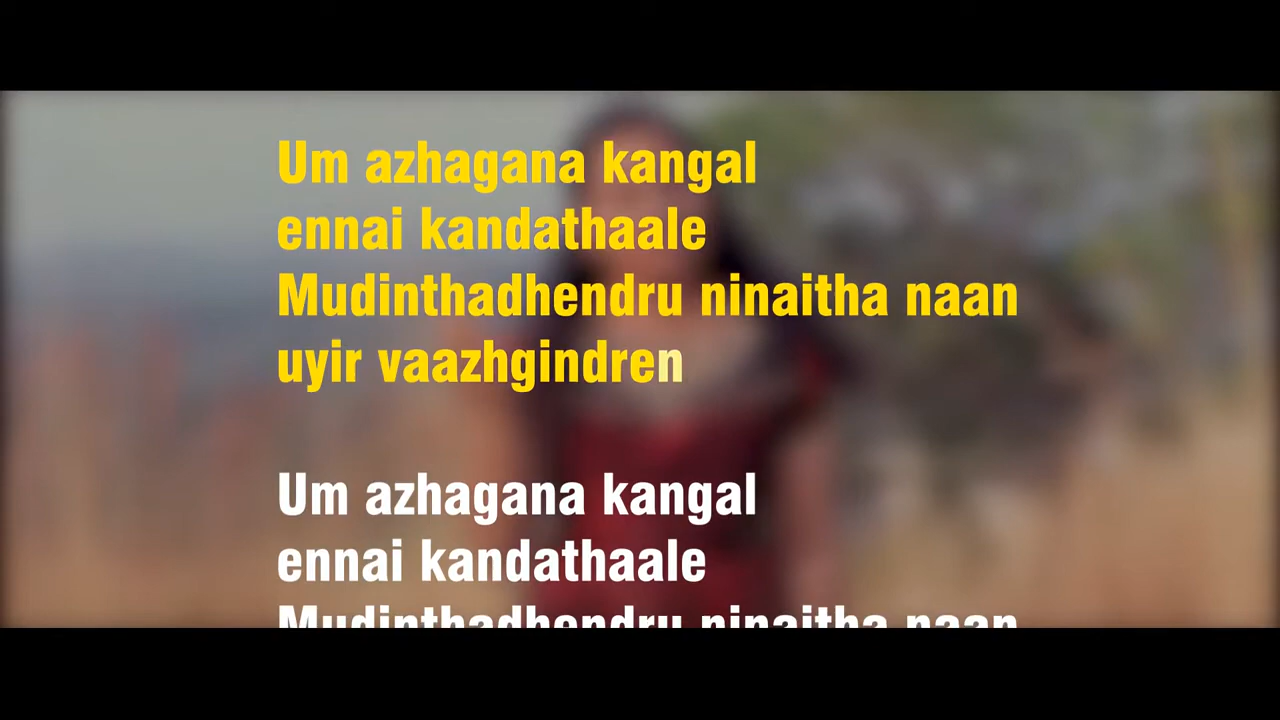 Um azhagana kangal
ennai kandathaale
Mudinthadhendru ninaitha naan
uyir vaazhgindren
Um azhagana kangal
ennai kandathaale
Mudinthadhendru ninaitha naan